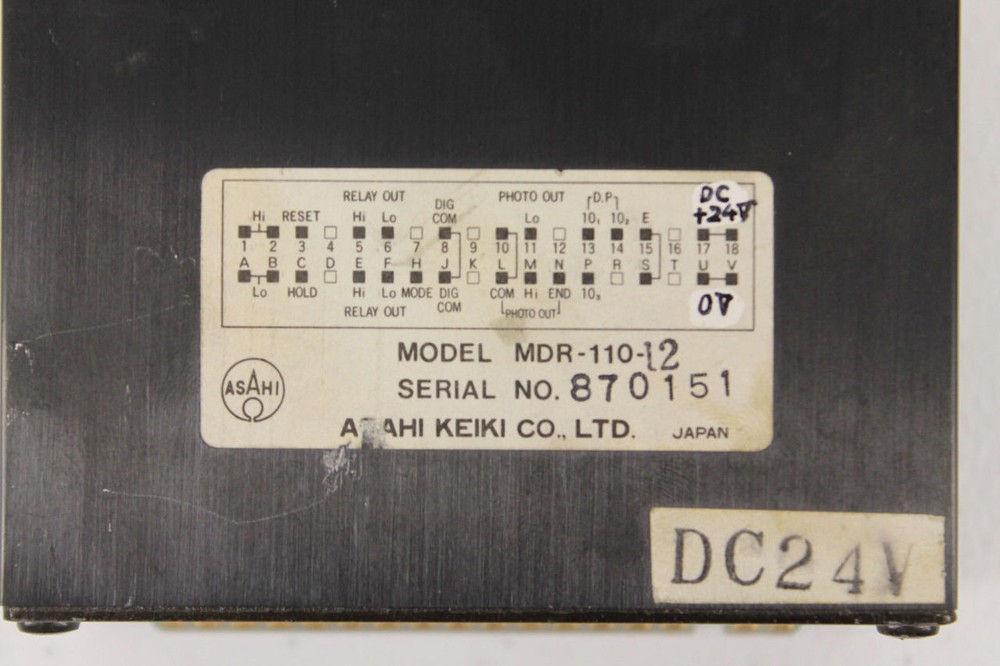 RELAY OUT PHOTO OUT D.P DC
DIG
Hi RESET Hi Lo COM Lo 10₁ 10₂ E +24V
1 2 3 4 5 6 7 8 9 10 11 12 13 14 15 16 17 18
A B C D E F H J K L M N P R S T U V
Lo HOLD Hi Lo MODE DIG COM Hi END 10₃ 0V
RELAY OUT COM PHOTO OUT
MODEL MDR-110-12
ASAHI SERIAL NO. 870151
ASAHI KEIKI CO., LTD. JAPAN
DC24V